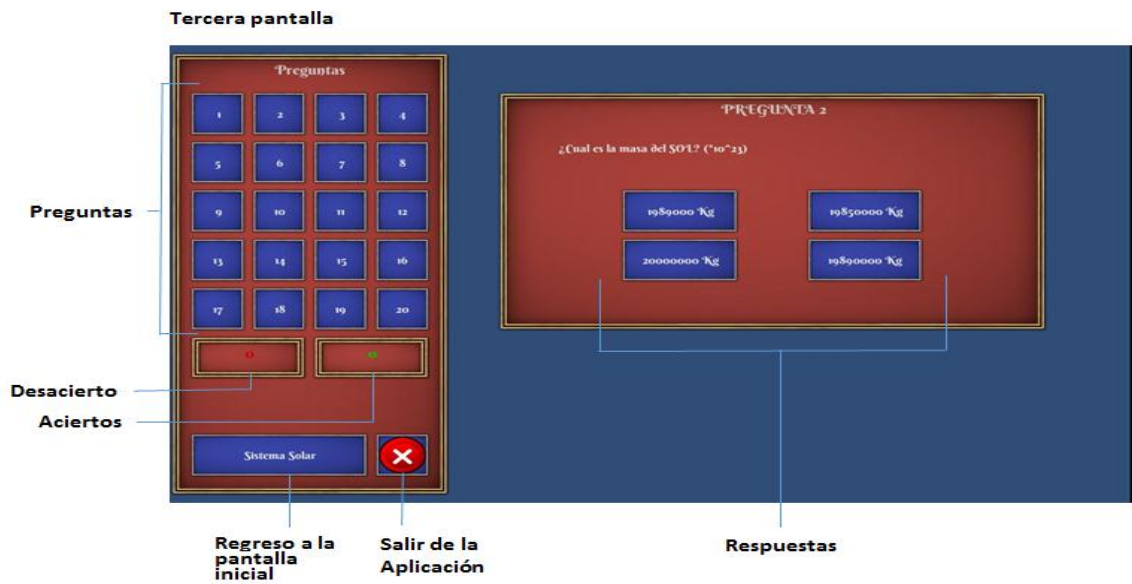 Tercera pantalla
Preguntas
1 2 3 4
5 6 7 8
9 10 11 12
13 14 15 16
17 18 19 20
0 0
Sistema Solar
PREGUNTA 2
¿Cual es la masa del SOL? (*10^23)
1989000 Kg 19850000 Kg
20000000 Kg 19890000 Kg
Preguntas
Desacierto
Aciertos
Regreso a la
pantalla
inicial
Salir de la
Aplicación
Respuestas